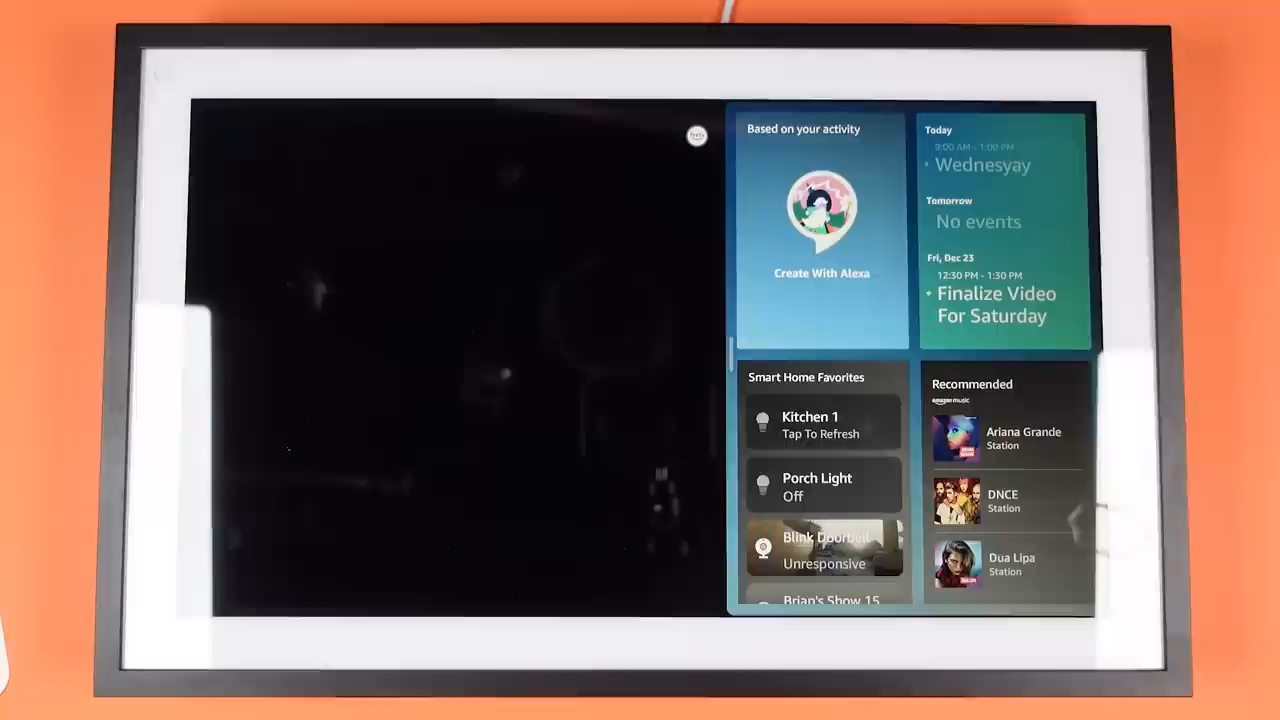 Based on your activity
Create With Alexa
Today
9:00 AM - 1:00 PM
Wednesyay
Tomorrow
No events
Fri, Dec 23
12:30 PM - 1:30 PM
Finalize Video
For Saturday
Smart Home Favorites
Kitchen 1
Tap To Refresh
Porch Light
Off
Blink Doorbell
Unresponsive
Brian's Show 15
Recommended
amazon music
Ariana Grande
Station
DNCE
Station
Dua Lipa
Station